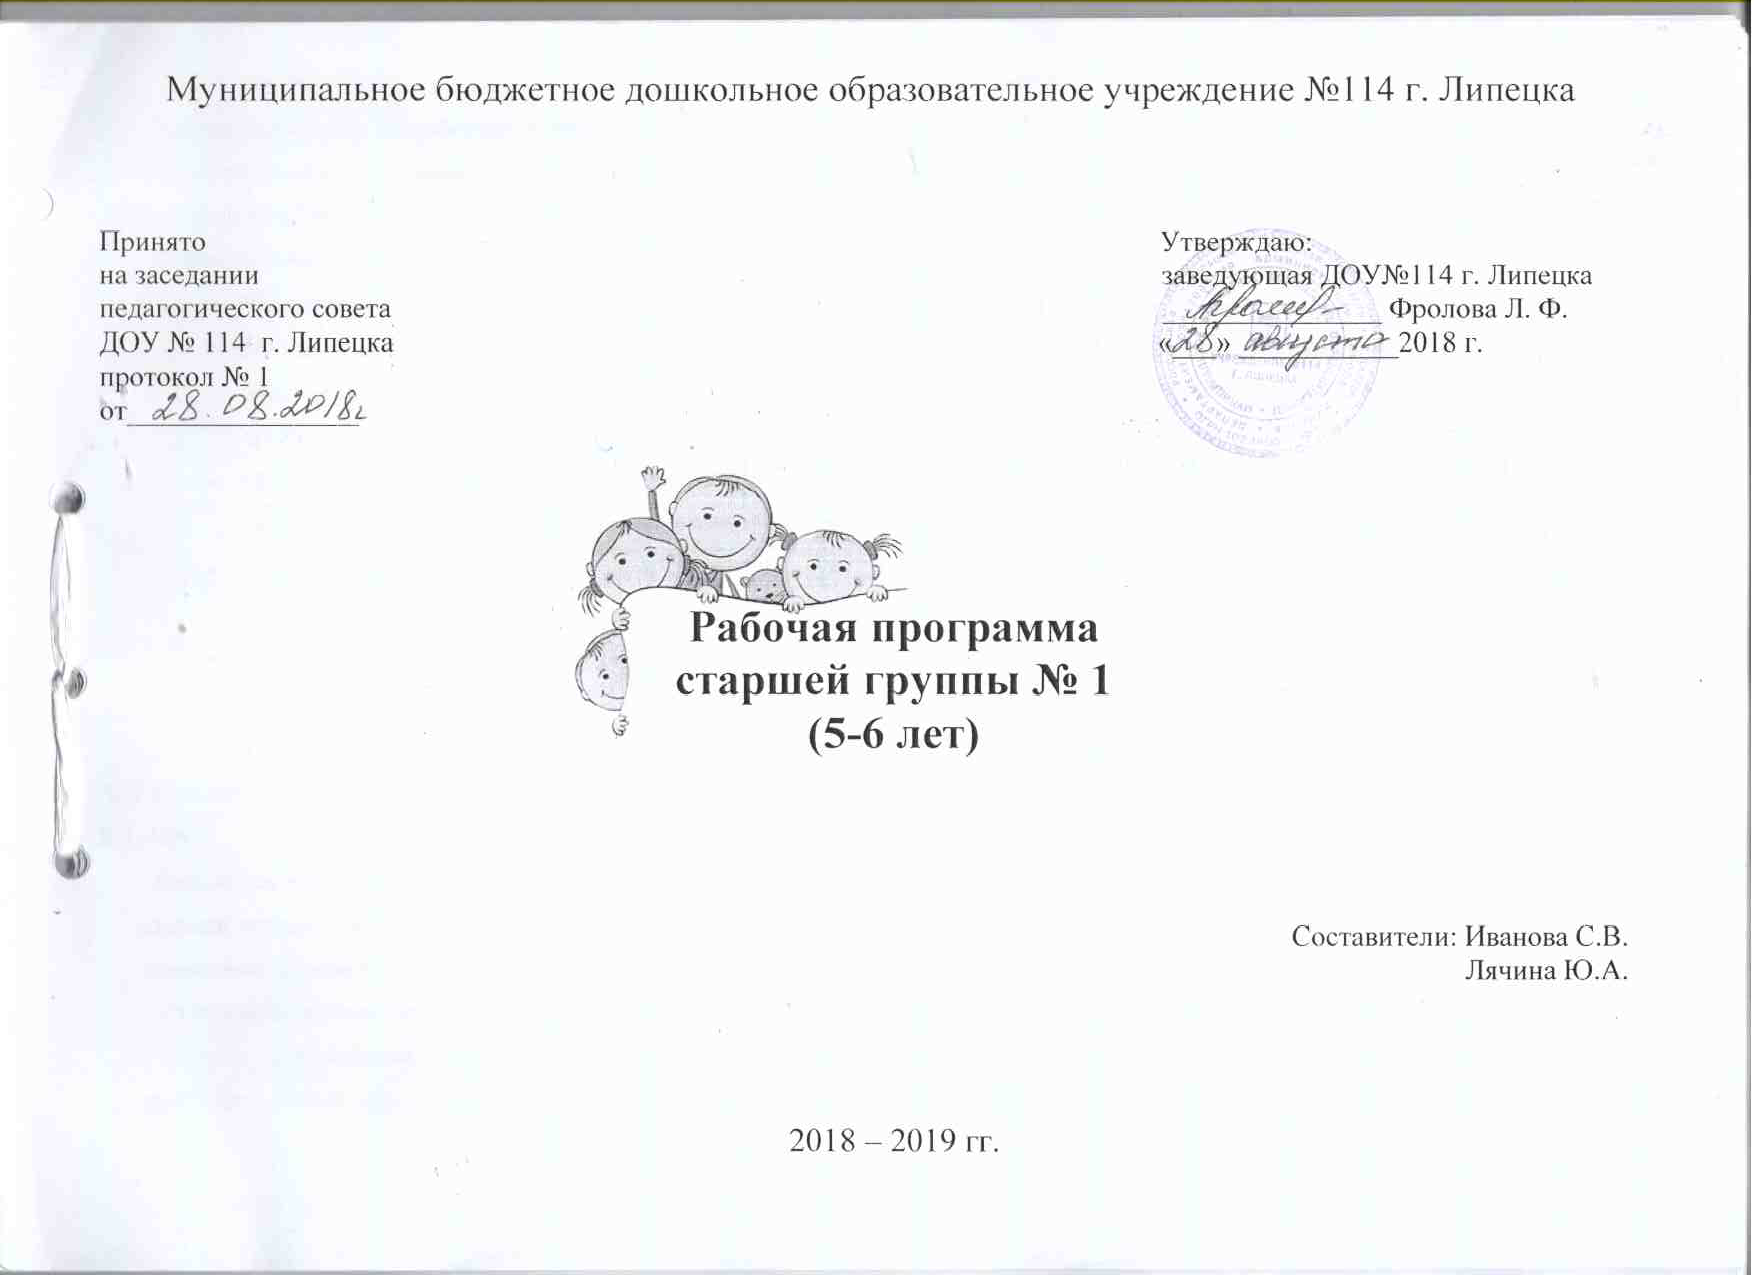 Муниципальное бюджетное дошкольное образовательное учреждение №114 г. Липецка
Принято
на заседании
педагогического совета
ДОУ № 114 г. Липецка
протокол № 1
от 28.08.2018г
Утверждаю:
заведующая ДОУ№114 г. Липецка
Фролова Л. Ф.
«28» августа 2018 г.
Рабочая программа
старшей группы № 1
(5-6 лет)
Составители: Иванова С.В.
Лячина Ю.А.
2018 – 2019 гг.